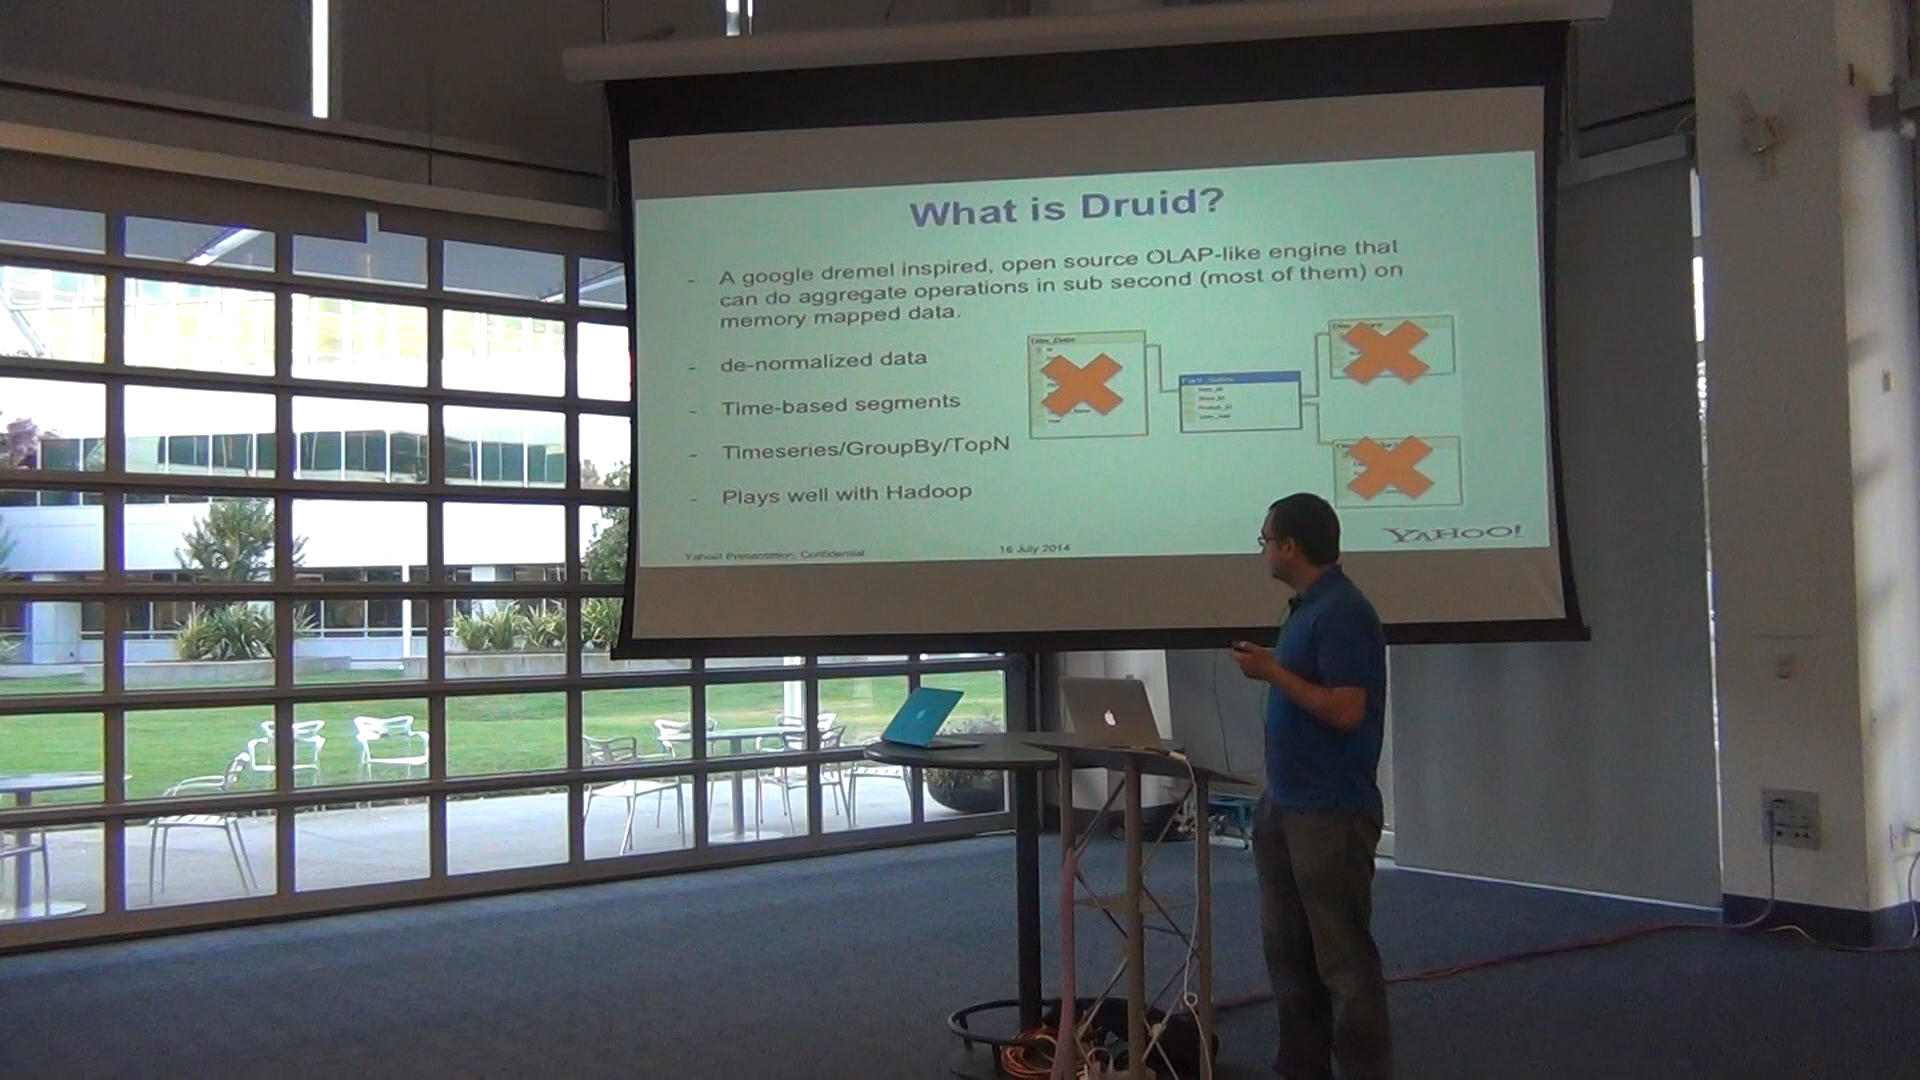 What is Druid?
- A google dremel inspired, open source OLAP-like engine that
can do aggregate operations in sub second (most of them) on
memory mapped data.
- de-normalized data
- Time-based segments
- Timeseries/GroupBy/TopN
- Plays well with Hadoop
Yahoo! Presentation, Confidential
16 July 2014
YAHOO!